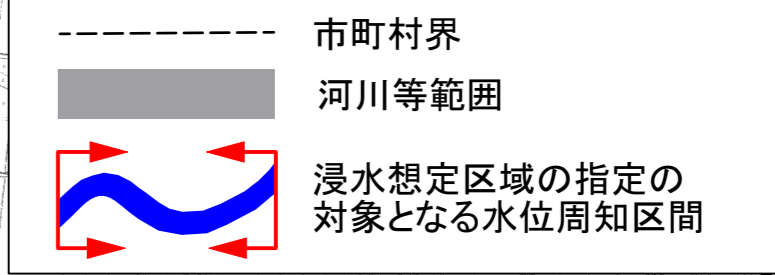 市町村界
河川等範囲
浸水想定区域の指定の
対象となる水位周知区間